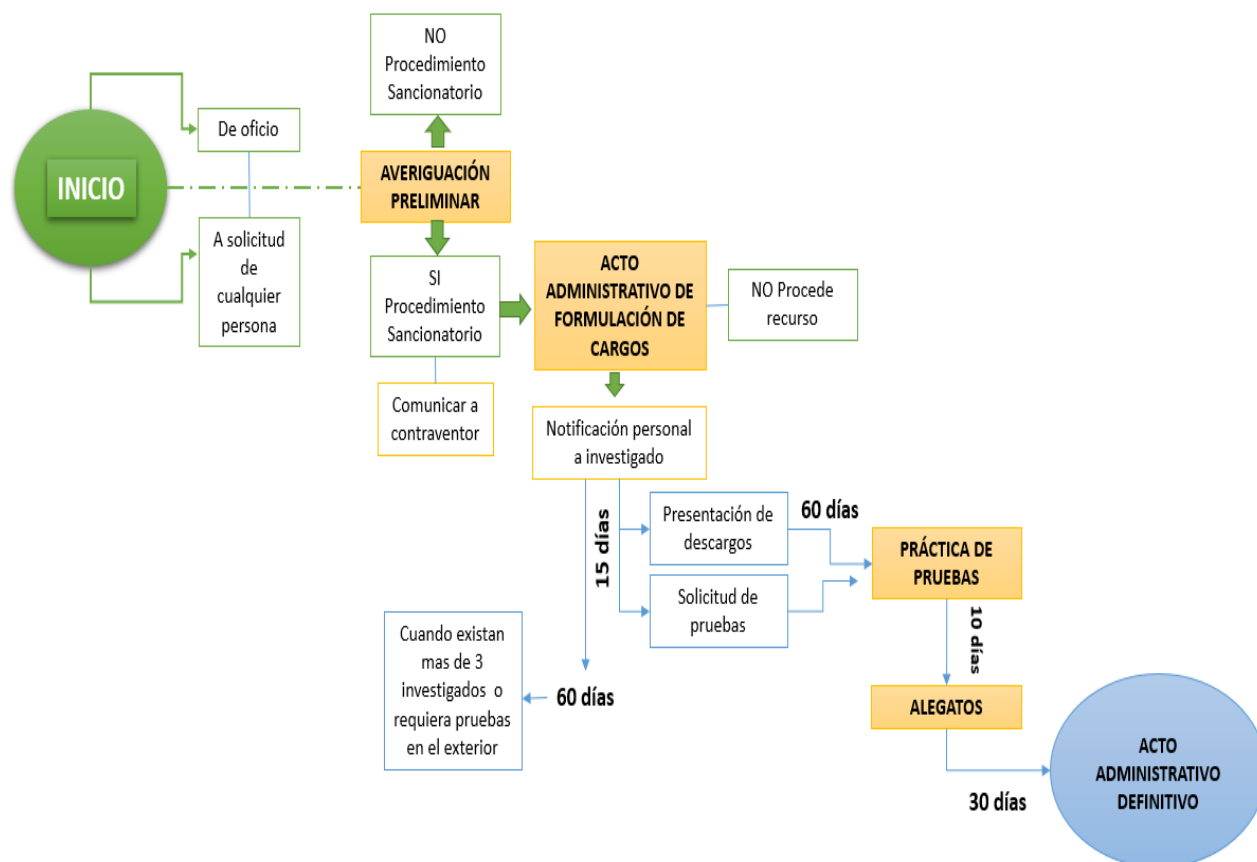 NO
Procedimiento
Sancionatorio
De oficio
INICIO
AVERIGUACIÓN
PRELIMINAR
A solicitud
de
cualquier
persona
SI
Procedimiento
Sancionatorio
ACTO
ADMINISTRATIVO DE
FORMULACIÓN DE
CARGOS
NO Procede
recurso
Comunicar a
contraventor
Notificación personal
a investigado
15 días
Presentación de
descargos
60 días
PRÁCTICA DE
PRUEBAS
Solicitud de
pruebas
10 días
Cuando existan
mas de 3
investigados o
requiera pruebas
en el exterior
60 días
ALEGATOS
30 días
ACTO
ADMINISTRATIVO
DEFINITIVO